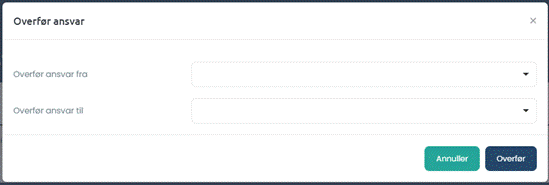 Overfør ansvar
×
Overfør ansvar fra
Overfør ansvar til
Annuller Overfør